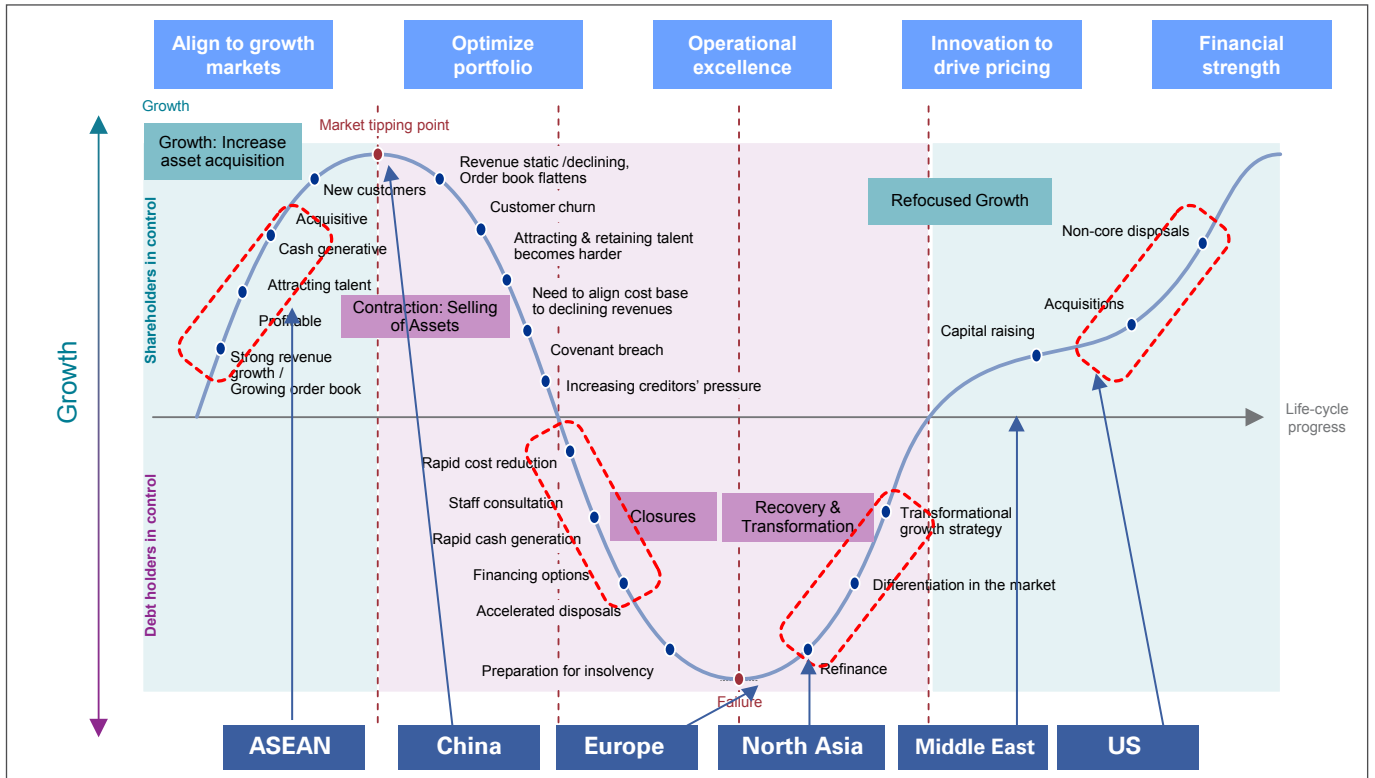 Align to growth
markets
Optimize
portfolio
Operational
excellence
Innovation to
drive pricing
Financial
strength
Growth
Market tipping point
Growth: Increase
asset acquisition
New customers
Acquisitive
Cash generative
Attracting talent
Profitable
Strong revenue
growth /
Growing order book
Revenue static /declining,
Order book flattens
Customer churn
Attracting & retaining talent
becomes harder
Contraction: Selling
of Assets
Need to align cost base
to declining revenues
Covenant breach
Increasing creditors' pressure
Refocused Growth
Non-core disposals
Acquisitions
Capital raising
Shareholders in control
Growth
Life-cycle
progress
Debt holders in control
Rapid cost reduction
Staff consultation
Rapid cash generation
Financing options
Accelerated disposals
Preparation for insolvency
Closures
Recovery &
Transformation
Transformational
growth strategy
Differentiation in the market
Refinance
Failure
ASEAN
China
Europe
North Asia
Middle East
US